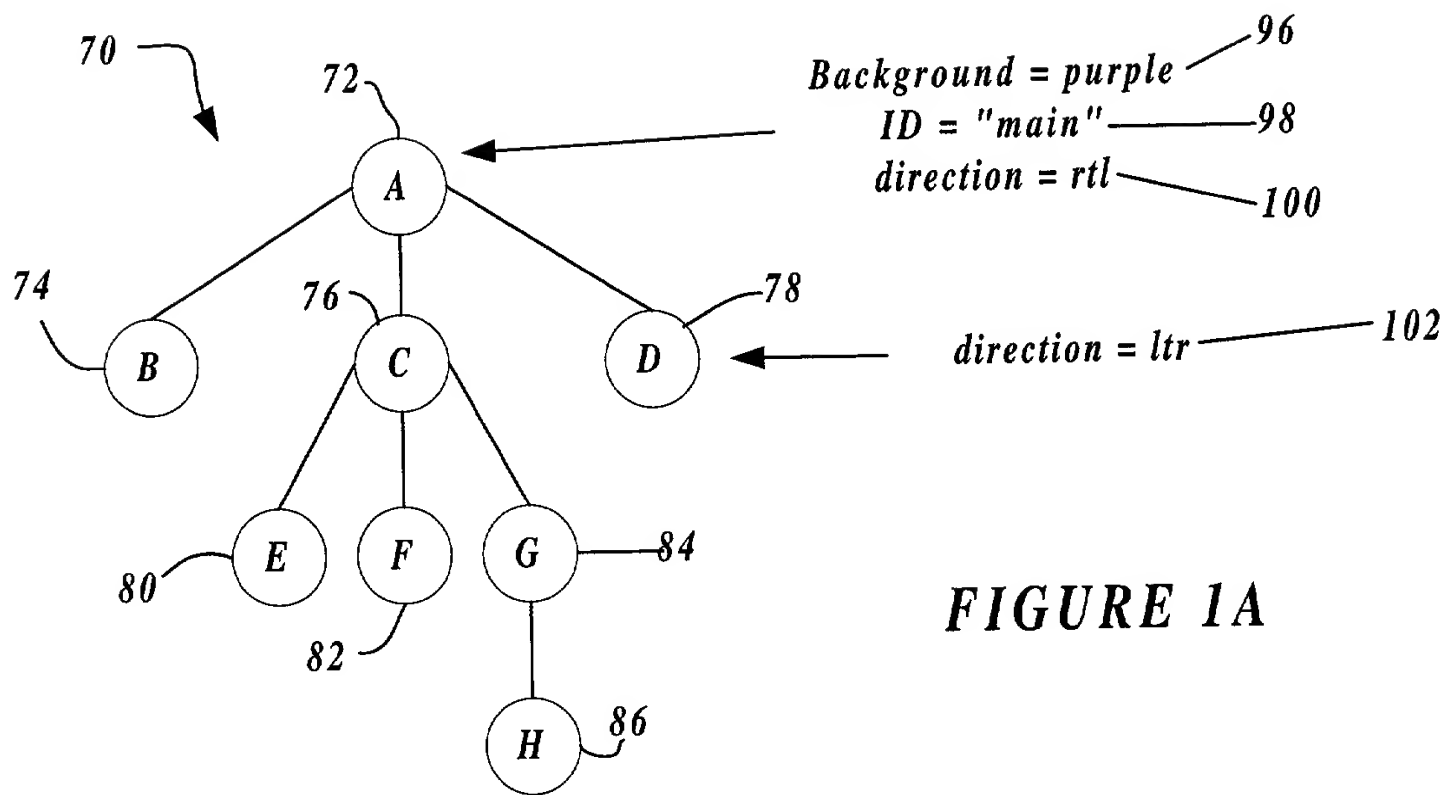 96
70
Background = purple
72
ID = "main"
98
A
direction = rtl
100
74
76
78
102
B
C
D
direction = ltr
E
F
G
84
80
FIGURE 1A
82
H
86